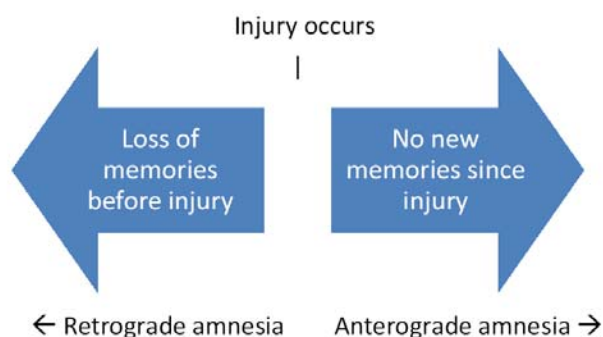 Injury occurs
|
Loss of
memories
before injury
No new
memories since
injury
← Retrograde amnesia
Anterograde amnesia →